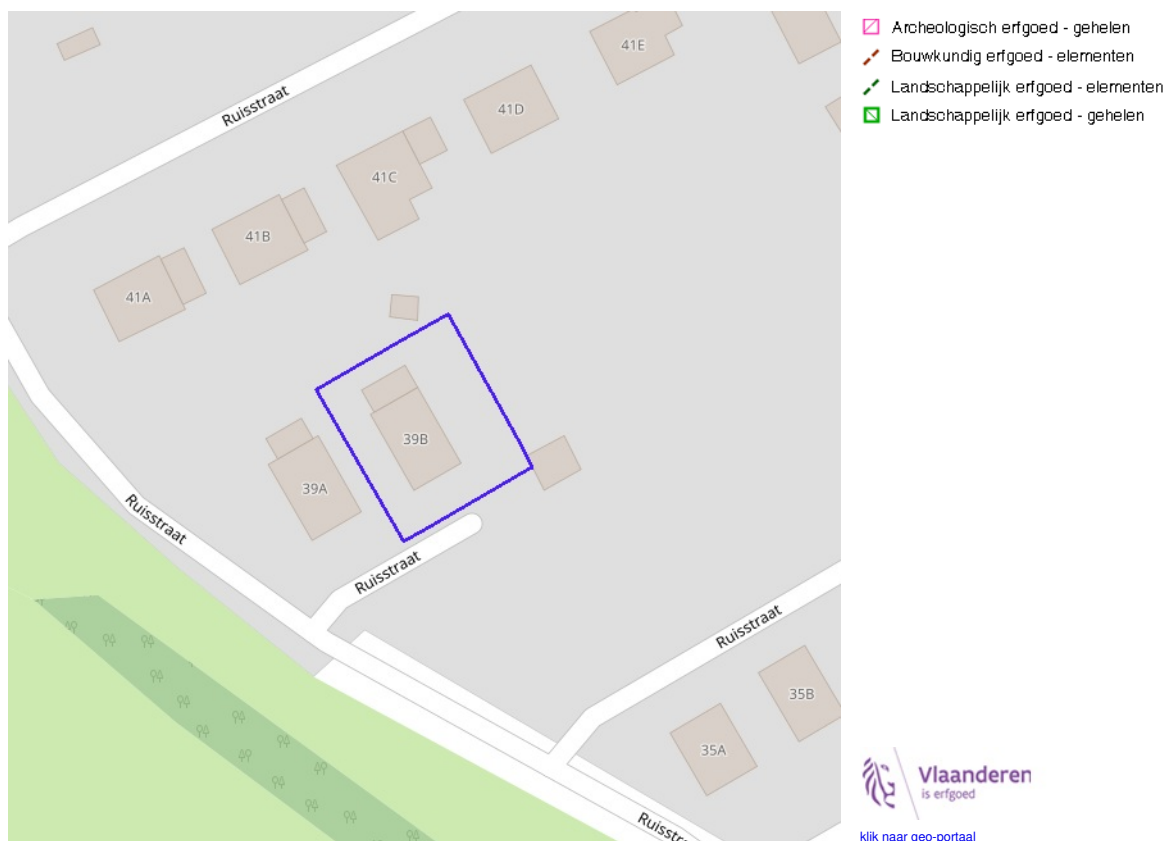 Ruisstraat
41E
41D
41C
41B
41A
39B
39A
Ruisstraat
Ruisstraat
Ruisstraat
35B
35A
Ruisstra
Archeologisch erfgoed - gehelen
Bouwkundig erfgoed - elementen
Landschappelijk erfgoed - elementen
Landschappelijk erfgoed - gehelen
Vlaanderen
is erfgoed
klik naar geo-portaal